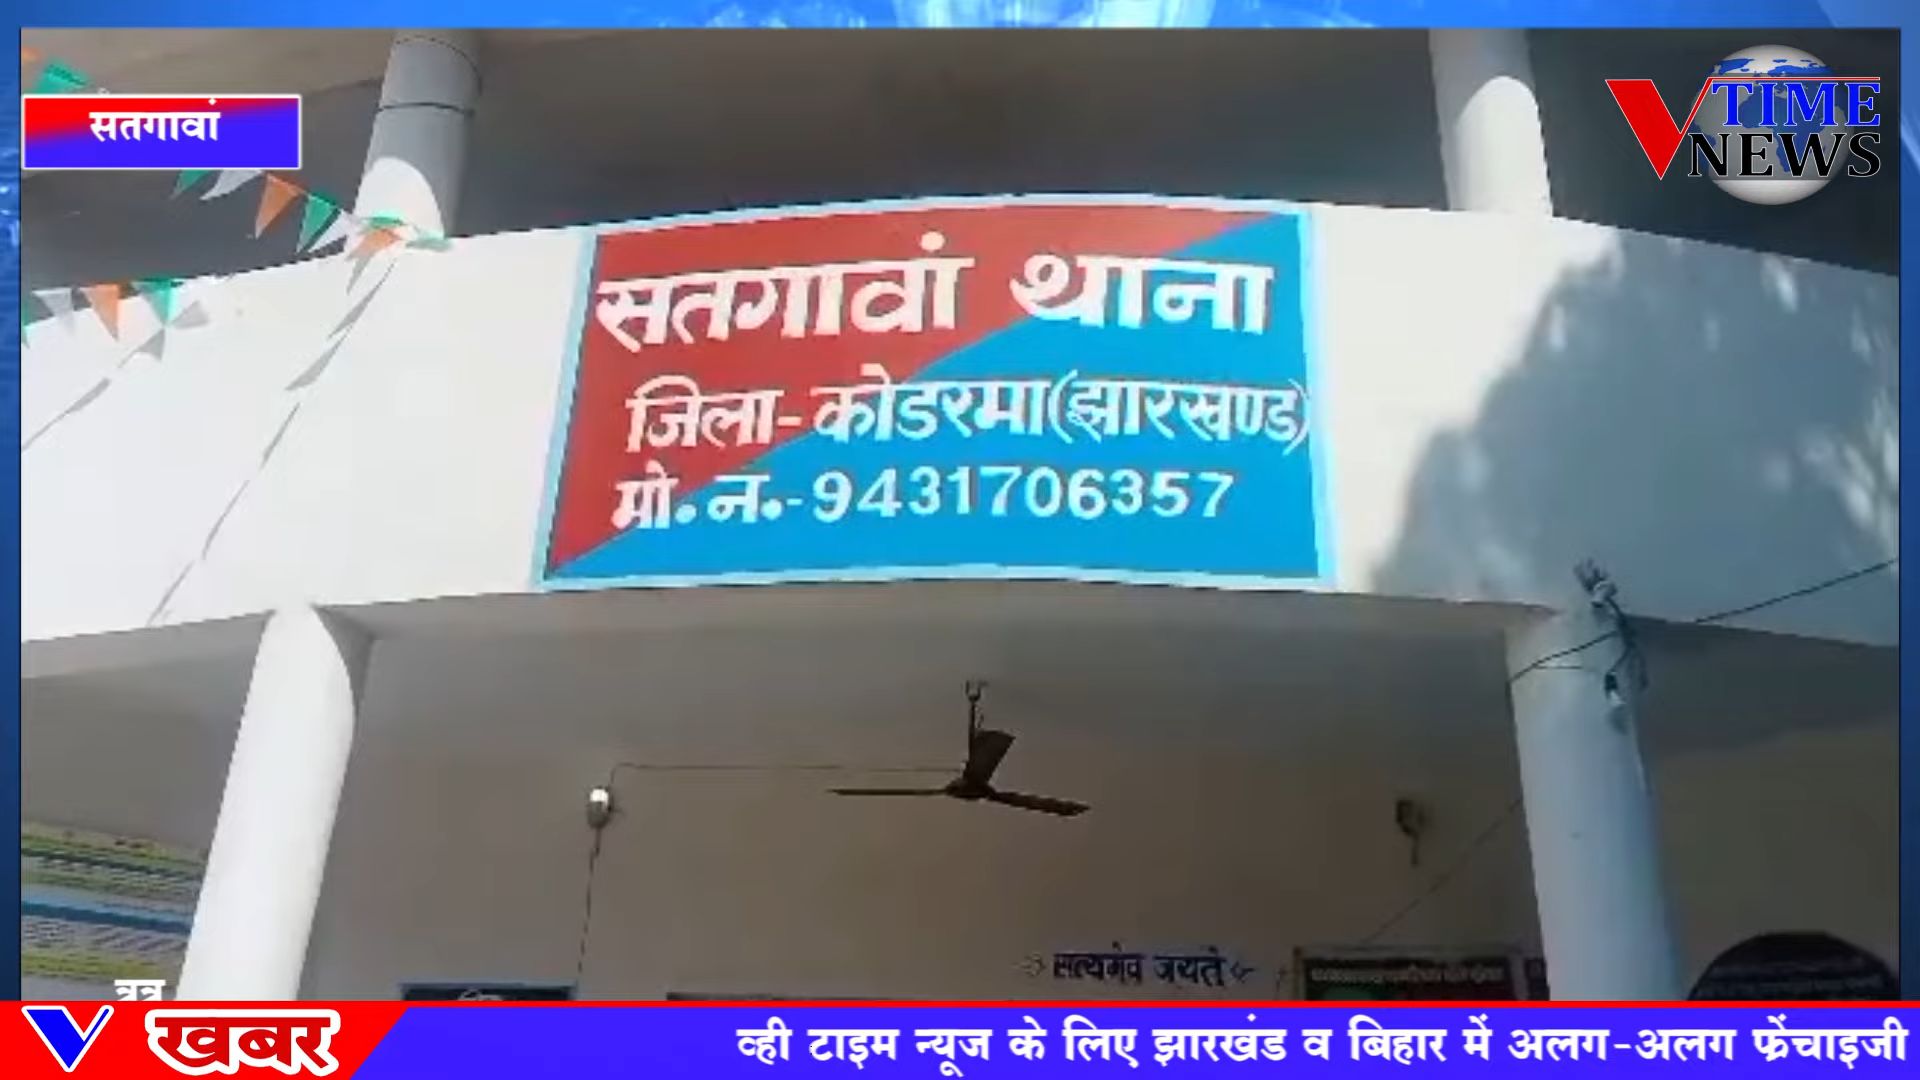 सतगावां
V TIME
NEWS
सतगावां थाना
जिला-कोडरमा(झारखण्ड)
मो. न.-9431706357
सत्यमेव जयते
V खबर
व्ही टाइम न्यूज के लिए झारखंड व बिहार में अलग-अलग फ्रेंचाइजी